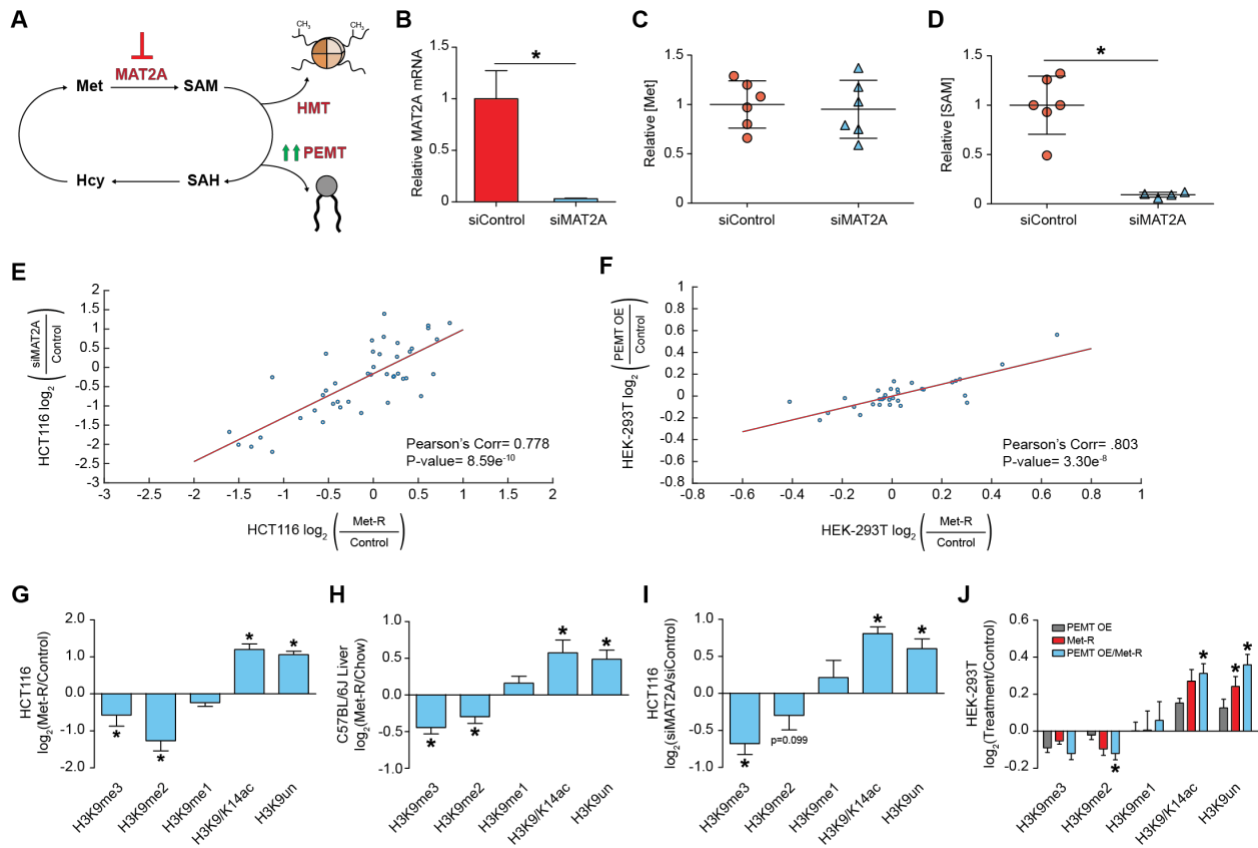 A
CH3
CH3
MAT2A
Met
SAM
HMT
PEMT
Hcy
SAH
B
Relative MAT2A mRNA
1.5
1
0.5
0
*
siControl
siMAT2A
C
Relative [Met]
1.5
1
0.5
0
siControl
siMAT2A
D
Relative [SAM]
1.5
1
0.5
0
*
siControl
siMAT2A
E
HCT116 log2 (siMAT2A / Control)
2
1.5
1
0.5
0
-0.5
-1
-1.5
-2
-2.5
-3
Pearson's Corr= 0.778
P-value= 8.59e-10
-3 -2.5 -2 -1.5 -1 -0.5 0 0.5 1 1.5 2
HCT116 log2 (Met-R / Control)
F
HEK-293T log2 (PEMT OE / Control)
1
0.8
0.6
0.4
0.2
0
-0.2
-0.4
-0.6
-0.8
Pearson's Corr= .803
P-value= 3.30e-8
-0.8 -0.6 -0.4 -0.2 0 0.2 0.4 0.6 0.8 1
HEK-293T log2 (Met-R / Control)
G
HCT116
log2(Met-R/Control)
2.0
1.0
0.0
-1.0
-2.0
* * * *
H3K9me3
H3K9me2
H3K9me1
H3K9/K14ac
H3K9un
H
C57BL/6J Liver
log2(Met-R/Chow)
1.0
0.5
0.0
-0.5
-1.0
* * * *
H3K9me3
H3K9me2
H3K9me1
H3K9/K14ac
H3K9un
I
HCT116
log2(siMAT2A/siControl)
1.0
0.5
0.0
-0.5
-1.0
* p=0.099 * *
H3K9me3
H3K9me2
H3K9me1
H3K9/K14ac
H3K9un
J
HEK-293T
log2(Treatment/Control)
0.6
0.4
0.2
0.0
-0.2
PEMT OE
Met-R
PEMT OE/Met-R
* * * *
H3K9me3
H3K9me2
H3K9me1
H3K9/K14ac
H3K9un